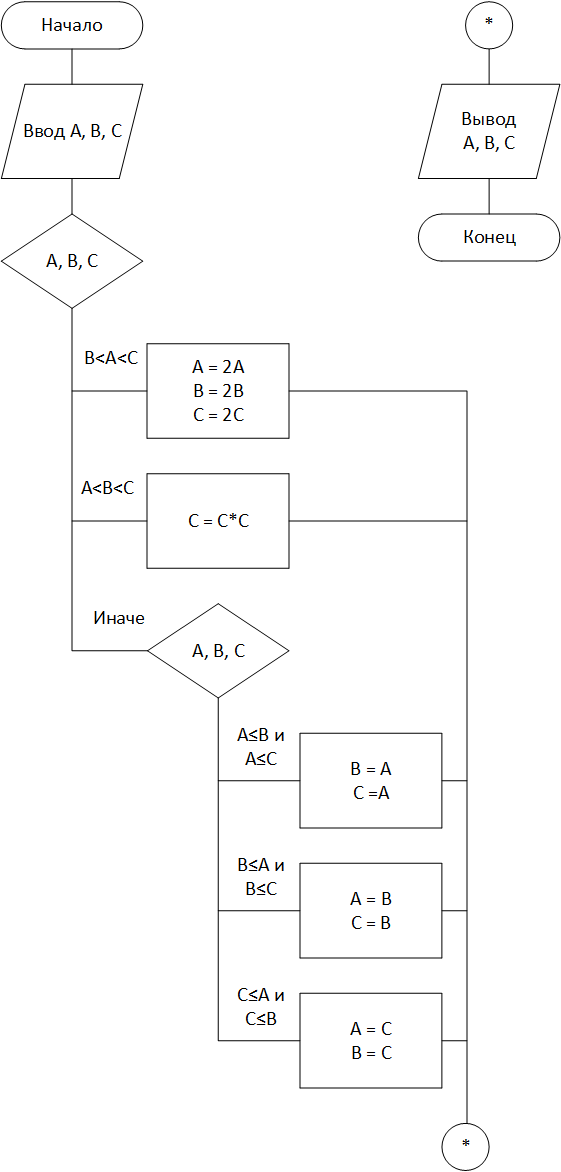 Начало
Ввод A, B, C
A, B, C
B<A<C
A = 2A
B = 2B
C = 2C
A<B<C
C = C*C
Иначе
A, B, C
A≤B и
A≤C
B = A
C =A
B≤A и
B≤C
A = B
C = B
C≤A и
C≤B
A = C
B = C
*
*
Вывод
A, B, C
Конец